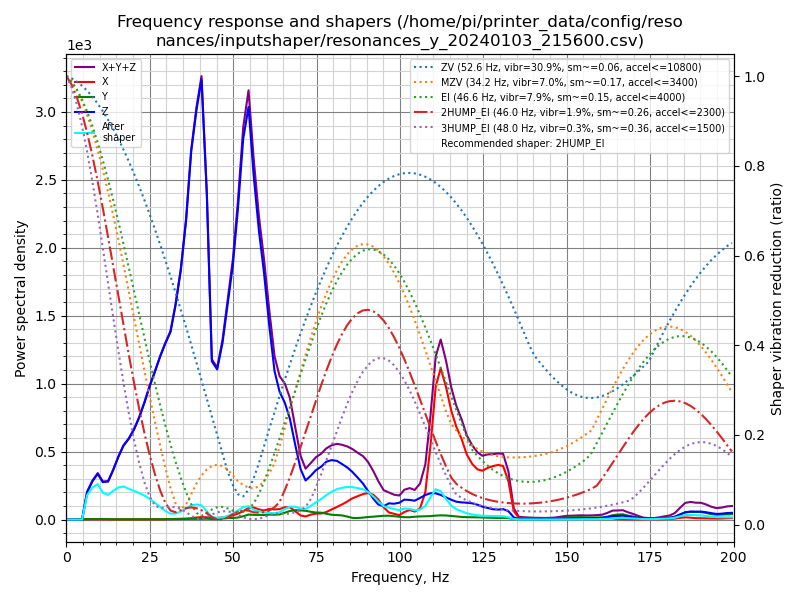 Frequency response and shapers (/home/pi/printer_data/config/reso
nances/inputshaper/resonances_y_20240103_215600.csv)
1e3
X+Y+Z
X
Y
Z
After
shaper
ZV (52.6 Hz, vibr=30.9%, sm~=0.06, accel<=10800)
MZV (34.2 Hz, vibr=7.0%, sm~=0.17, accel<=3400)
EI (46.6 Hz, vibr=7.9%, sm~=0.15, accel<=4000)
2HUMP_EI (46.0 Hz, vibr=1.9%, sm~=0.26, accel<=2300)
3HUMP_EI (48.0 Hz, vibr=0.3%, sm~=0.36, accel<=1500)
Recommended shaper: 2HUMP_EI
Power spectral density
3.0
2.5
2.0
1.5
1.0
0.5
0.0
1.0
0.8
0.6
0.4
0.2
0.0
Shaper vibration reduction (ratio)
0 25 50 75 100 125 150 175 200
Frequency, Hz